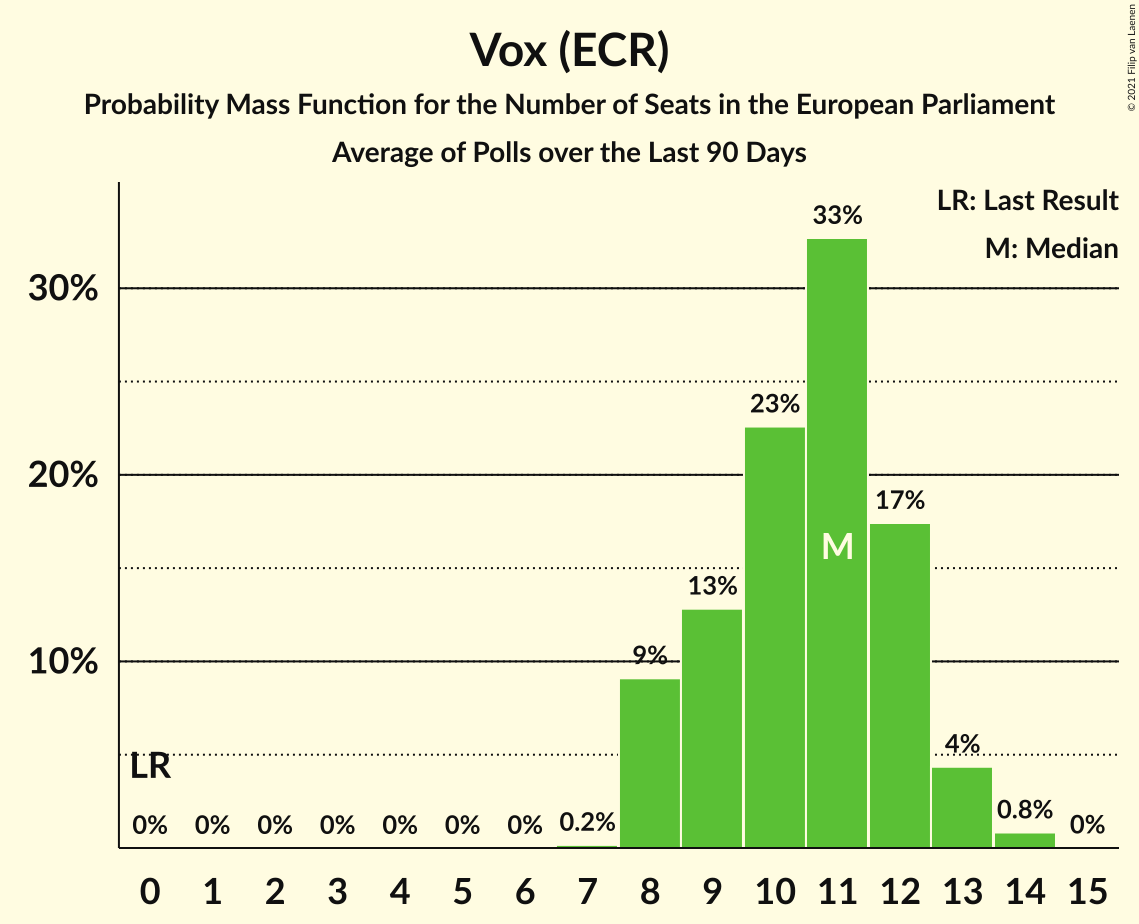 Vox (ECR)
Probability Mass Function for the Number of Seats in the European Parliament
Average of Polls over the Last 90 Days
© 2021 Filip van Laenen
LR: Last Result
M: Median
30%
20%
10%
LR
0%
0%
0%
0%
0%
0%
0%
0.2%
9%
13%
23%
33%
M
17%
4%
0.8%
0%
0 1 2 3 4 5 6 7 8 9 10 11 12 13 14 15